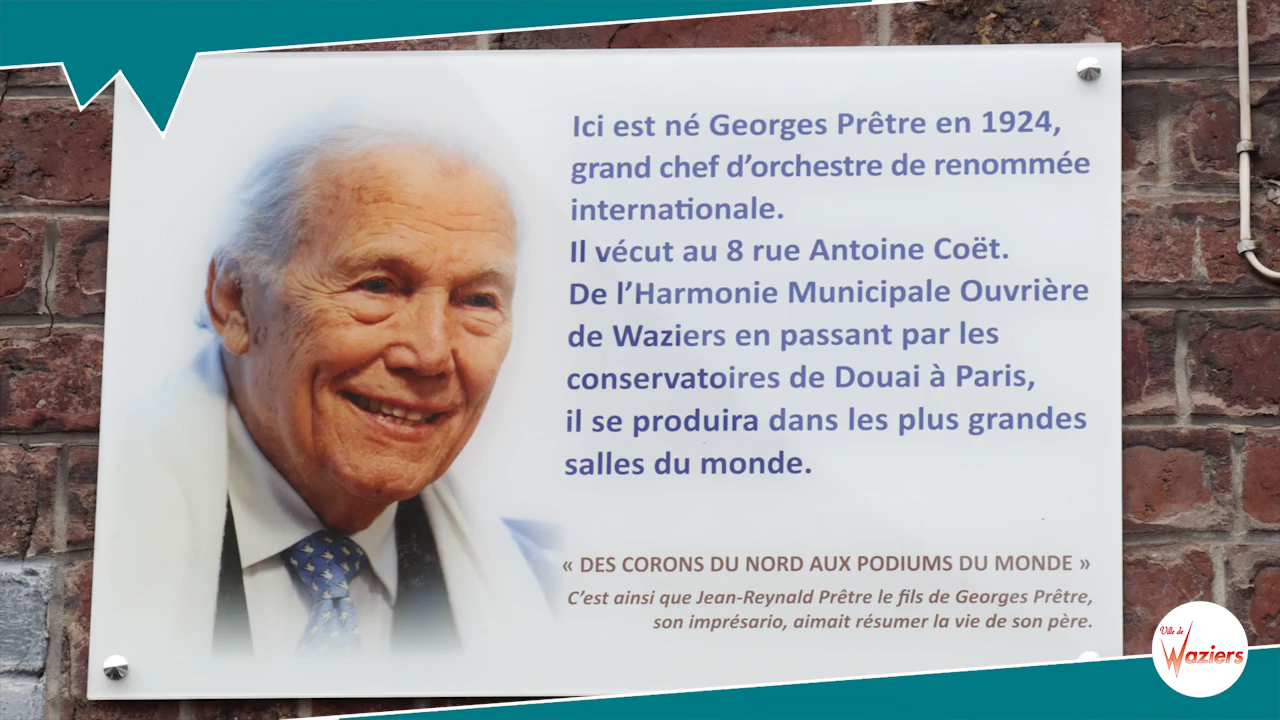 Ici est né Georges Prêtre en 1924,
grand chef d’orchestre de renommée
internationale.
Il vécut au 8 rue Antoine Coët.
De l’Harmonie Municipale Ouvrière
de Waziers en passant par les
conservatoires de Douai à Paris,
il se produira dans les plus grandes
salles du monde.
« DES CORONS DU NORD AUX PODIUMS DU MONDE »
C’est ainsi que Jean-Reynald Prêtre le fils de Georges Prêtre,
son imprésario, aimait résumer la vie de son père.
Ville de
Waziers